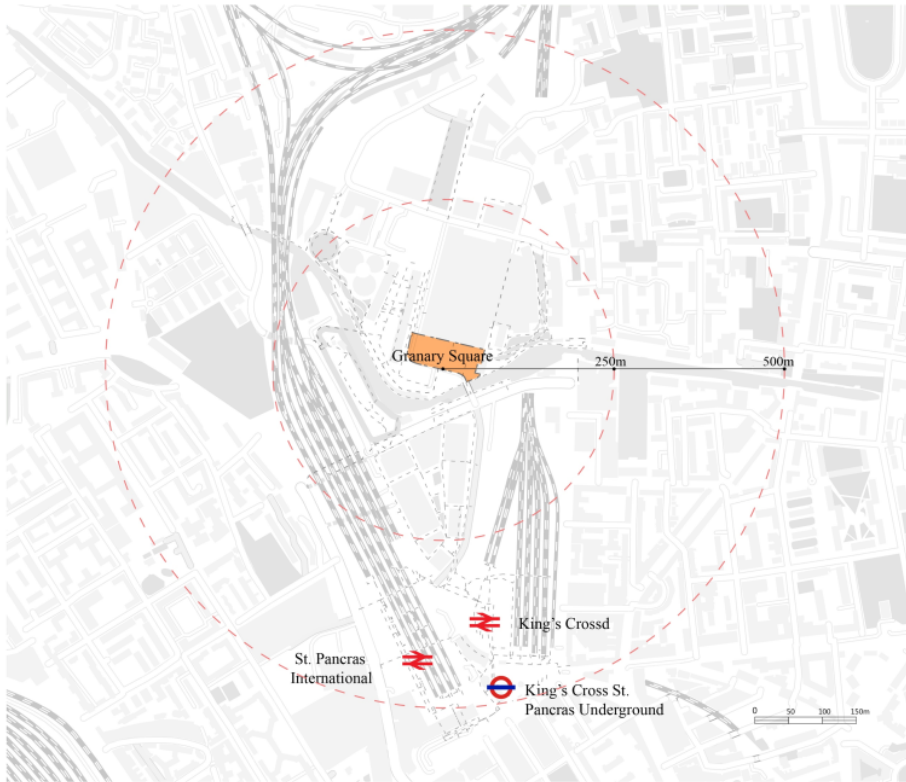 Granary Square
250m
500m
King's Crossd
St. Pancras
International
King's Cross St.
Pancras Underground
0 50 100 150m